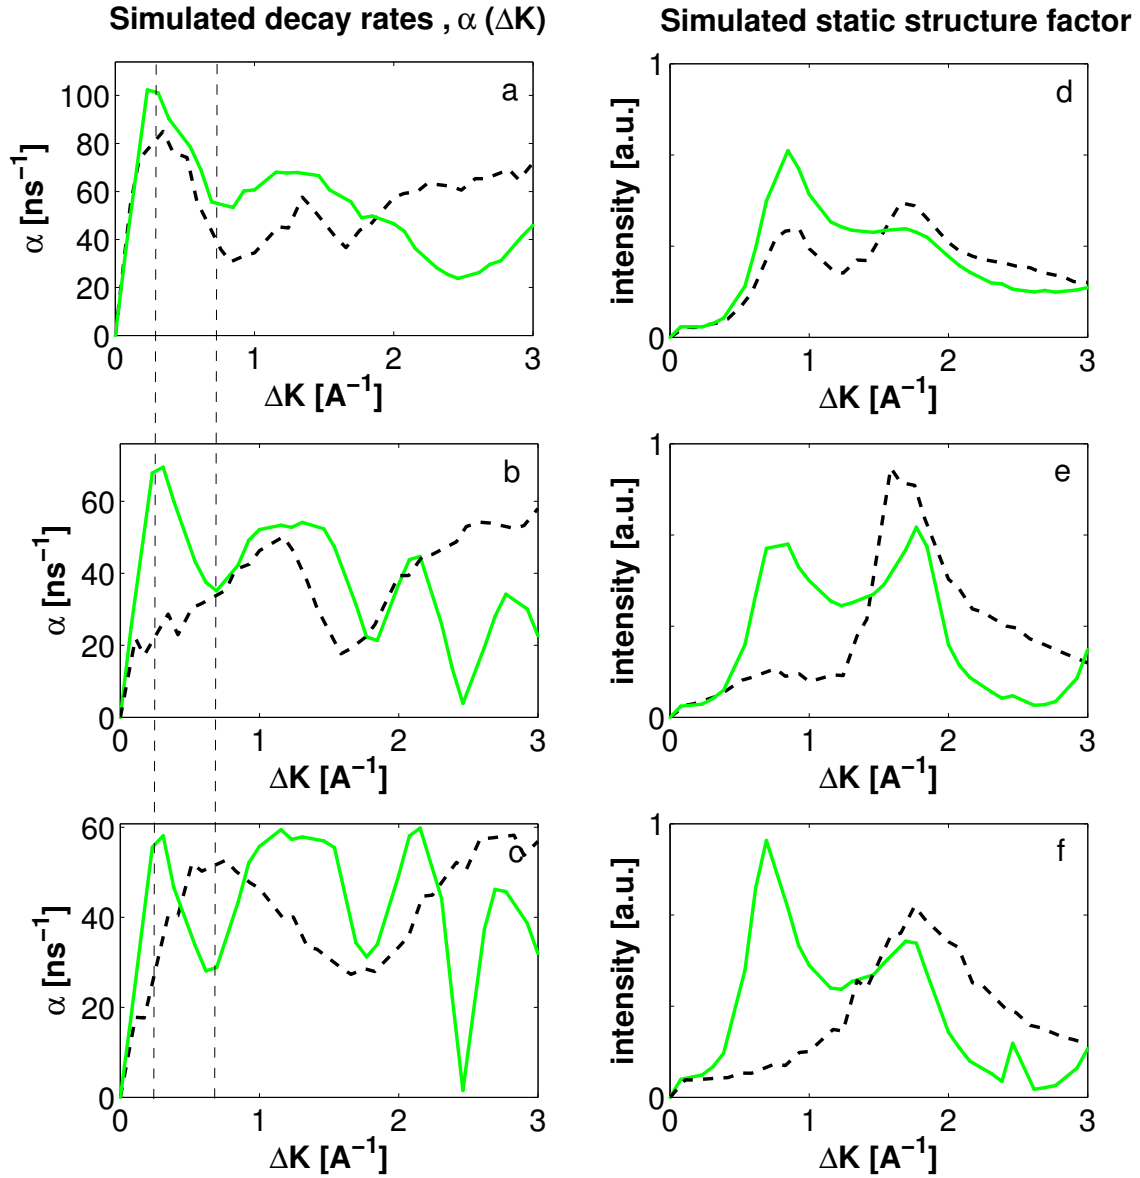 Simulated decay rates , α (ΔK)
Simulated static structure factor
a
100
80
60
40
20
0
α [ns⁻¹]
0 1 2 3
ΔK [A⁻¹]
d
1
0
intensity [a.u.]
0 1 2 3
ΔK [A⁻¹]
b
60
40
20
0
α [ns⁻¹]
0 1 2 3
ΔK [A⁻¹]
e
1
0
intensity [a.u.]
0 1 2 3
ΔK [A⁻¹]
c
60
40
20
0
α [ns⁻¹]
0 1 2 3
ΔK [A⁻¹]
f
1
0
intensity [a.u.]
0 1 2 3
ΔK [A⁻¹]